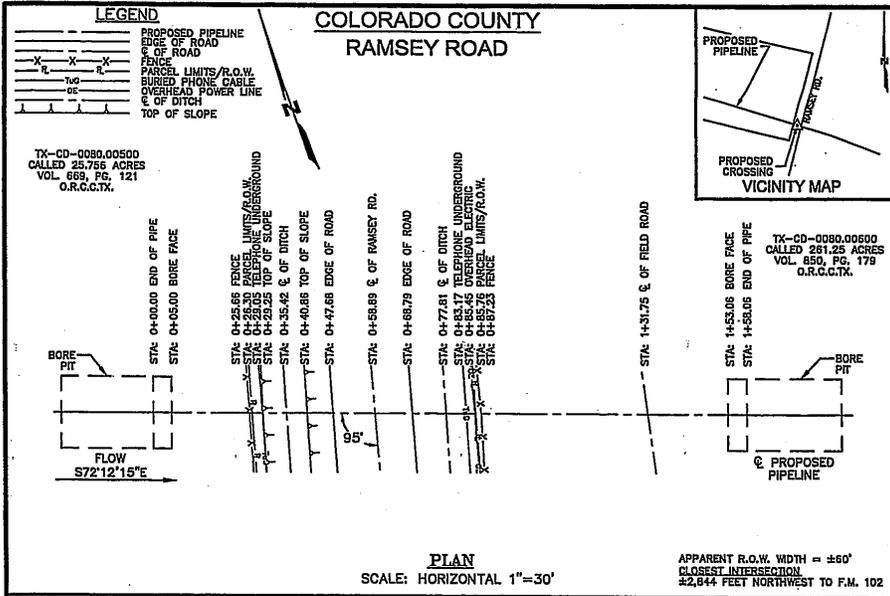 LEGEND
PROPOSED PIPELINE
EDGE OF ROAD
℄ OF ROAD
FENCE
PARCEL LIMITS/R.O.W.
BURIED PHONE CABLE
OVERHEAD POWER LINE
℄ OF DITCH
TOP OF SLOPE
X X X
PL PL
TUG
OE
COLORADO COUNTY
RAMSEY ROAD
N
PROPOSED
PIPELINE
RAMSEY RD.
PROPOSED
CROSSING
VICINITY MAP
TX-CD-0080.00500
CALLED 25.756 ACRES
VOL. 669, PG. 121
O.R.C.C.TX.
TX-CD-0080.00600
CALLED 261.25 ACRES
VOL. 850, PG. 179
O.R.C.C.TX.
STA: 0+00.00 END OF PIPE
STA: 0+05.00 BORE FACE
STA: 0+25.66 FENCE
STA: 0+26.30 PARCEL LIMITS/R.O.W.
STA: 0+29.05 TELEPHONE UNDERGROUND
STA: 0+29.25 TOP OF SLOPE
STA: 0+35.42 ℄ OF DITCH
STA: 0+40.86 TOP OF SLOPE
STA: 0+47.68 EDGE OF ROAD
STA: 0+58.89 ℄ OF RAMSEY RD.
STA: 0+68.79 EDGE OF ROAD
STA: 0+77.81 ℄ OF DITCH
STA: 0+83.17 TELEPHONE UNDERGROUND
STA: 0+85.45 OVERHEAD ELECTRIC
STA: 0+85.76 PARCEL LIMITS/R.O.W.
STA: 0+87.23 FENCE
STA: 1+31.75 ℄ OF FIELD ROAD
STA: 1+53.06 BORE FACE
STA: 1+58.06 END OF PIPE
BORE
PIT
BORE
PIT
95°
FLOW
S72°12'15"E
℄ PROPOSED
PIPELINE
PLAN
SCALE: HORIZONTAL 1"=30'
APPARENT R.O.W. WIDTH = ±60'
CLOSEST INTERSECTION
±2,644 FEET NORTHWEST TO F.M. 102